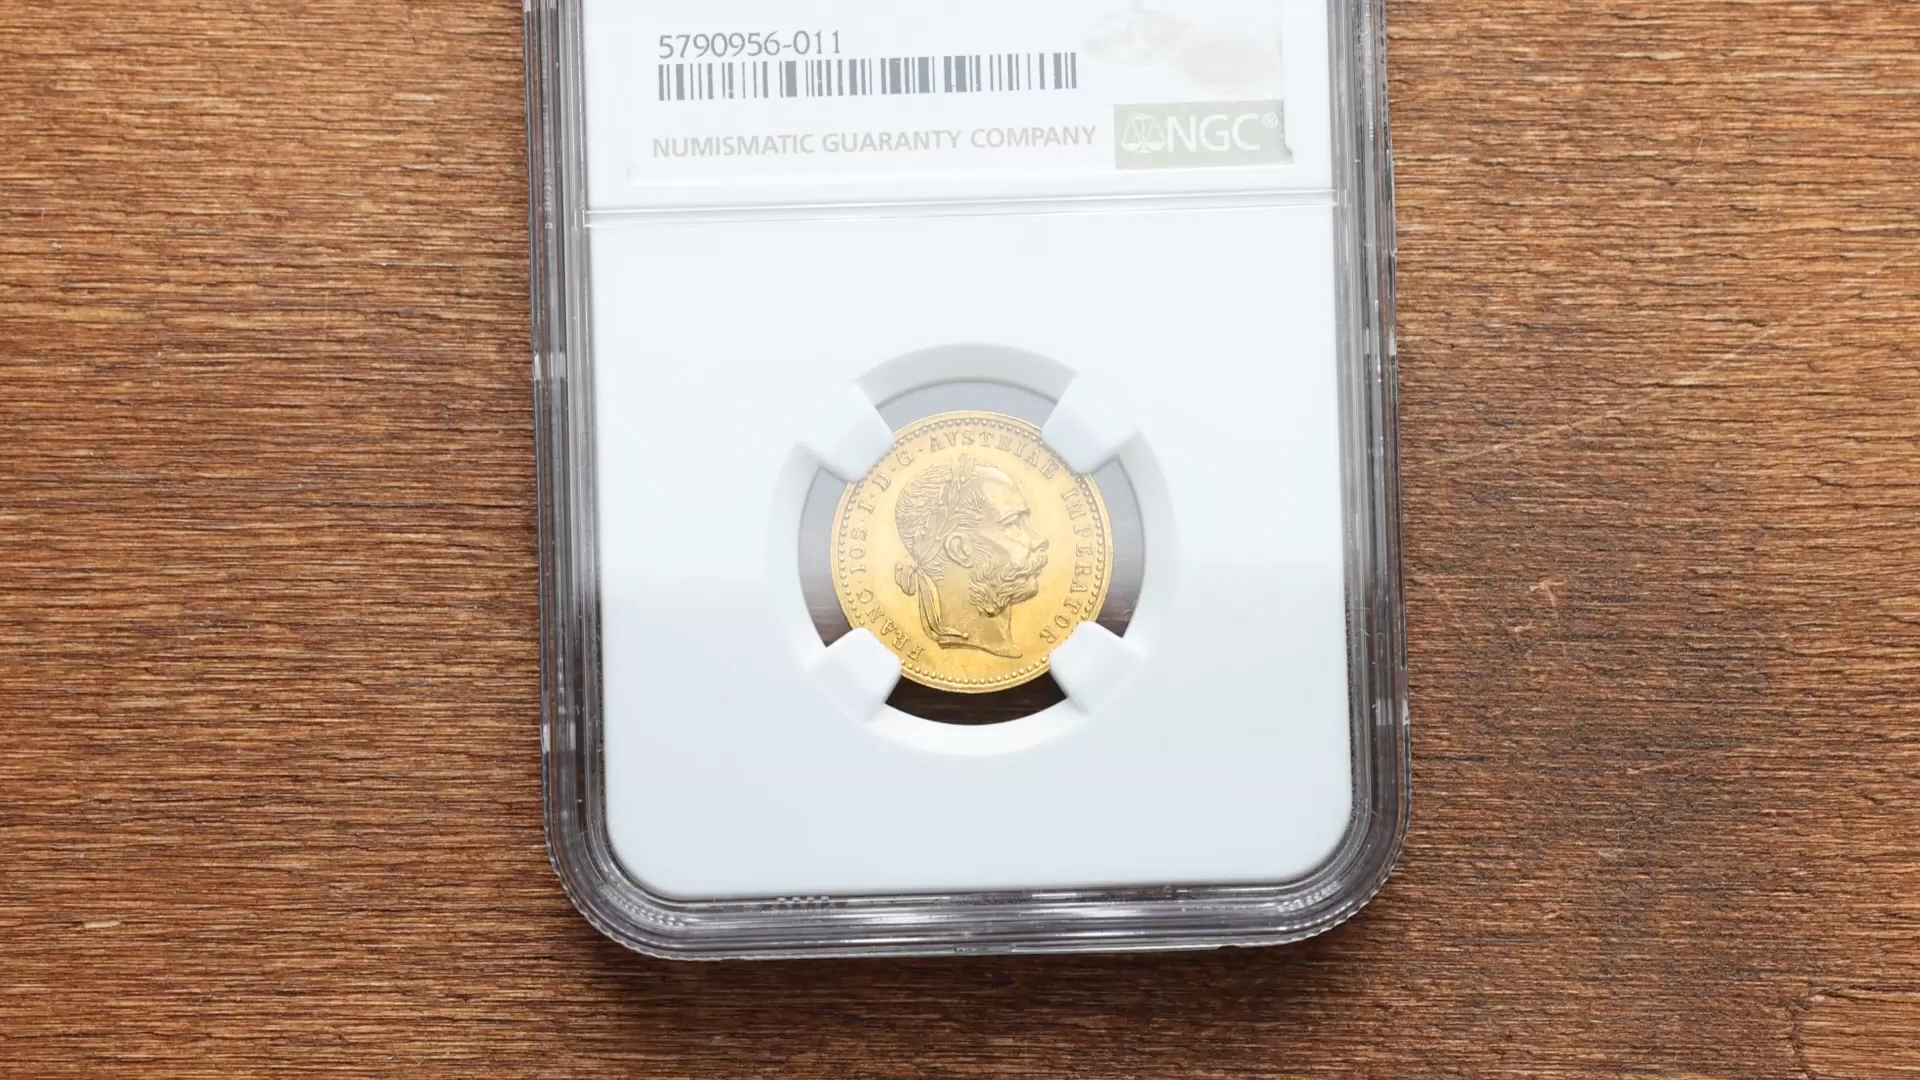 5790956-011
NUMISMATIC GUARANTY COMPANY
NGC®
FRANC·IOS·I·D·G·AVSTRIAE IMPERATOR